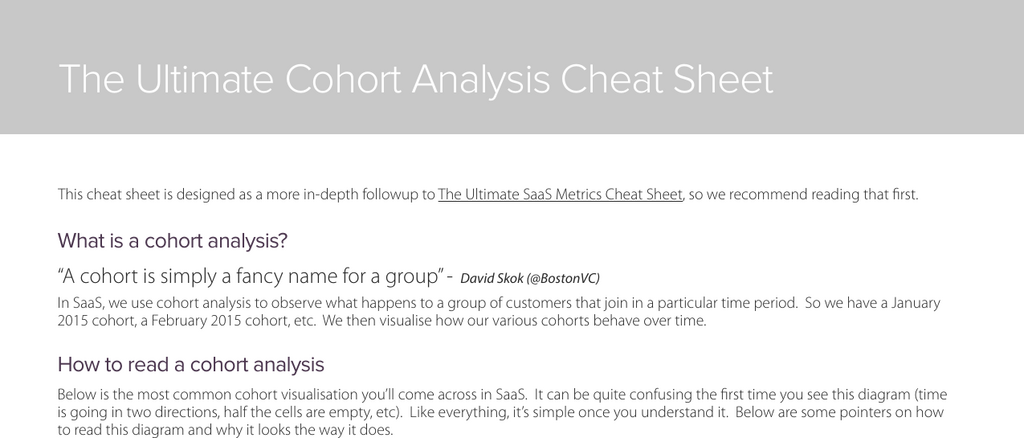 The Ultimate Cohort Analysis Cheat Sheet
This cheat sheet is designed as a more in-depth followup to The Ultimate SaaS Metrics Cheat Sheet, so we recommend reading that first.
What is a cohort analysis?
“A cohort is simply a fancy name for a group” - David Skok (@BostonVC)
In SaaS, we use cohort analysis to observe what happens to a group of customers that join in a particular time period.  So we have a January
2015 cohort, a February 2015 cohort, etc.  We then visualise how our various cohorts behave over time.
How to read a cohort analysis
Below is the most common cohort visualisation you’ll come across in SaaS.  It can be quite confusing the first time you see this diagram (time
is going in two directions, half the cells are empty, etc).  Like everything, it’s simple once you understand it.  Below are some pointers on how
to read this diagram and why it looks the way it does.